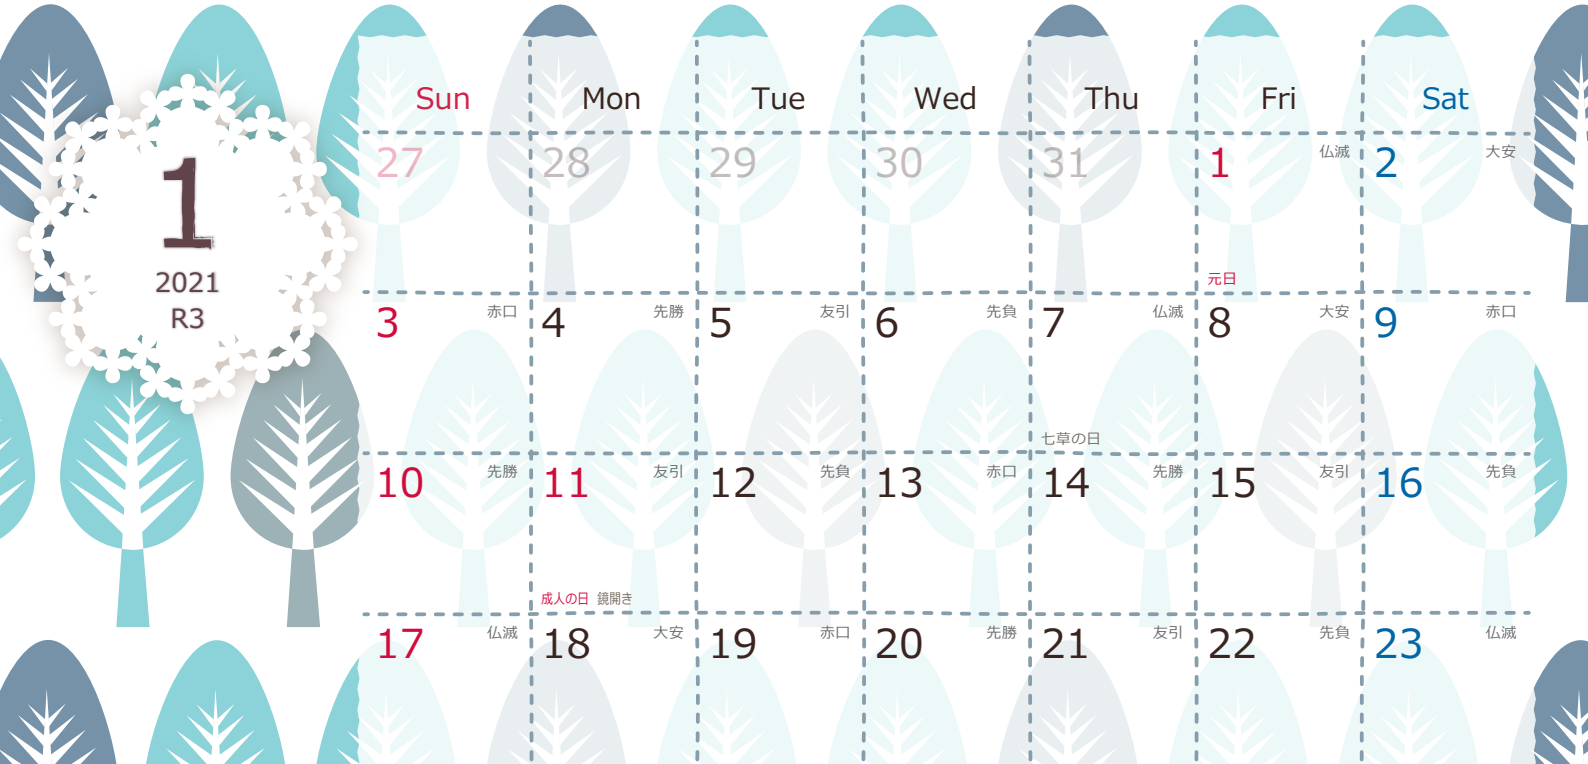 1
2021
R3
Sun Mon Tue Wed Thu Fri Sat
27 28 29 30 31 1 仏滅 2 大安
元日
3 赤口 4 先勝 5 友引 6 先負 7 仏滅 8 大安 9 赤口
七草の日
10 先勝 11 友引 12 先負 13 赤口 14 先勝 15 友引 16 先負
成人の日 鏡開き
17 仏滅 18 大安 19 赤口 20 先勝 21 友引 22 先負 23 仏滅